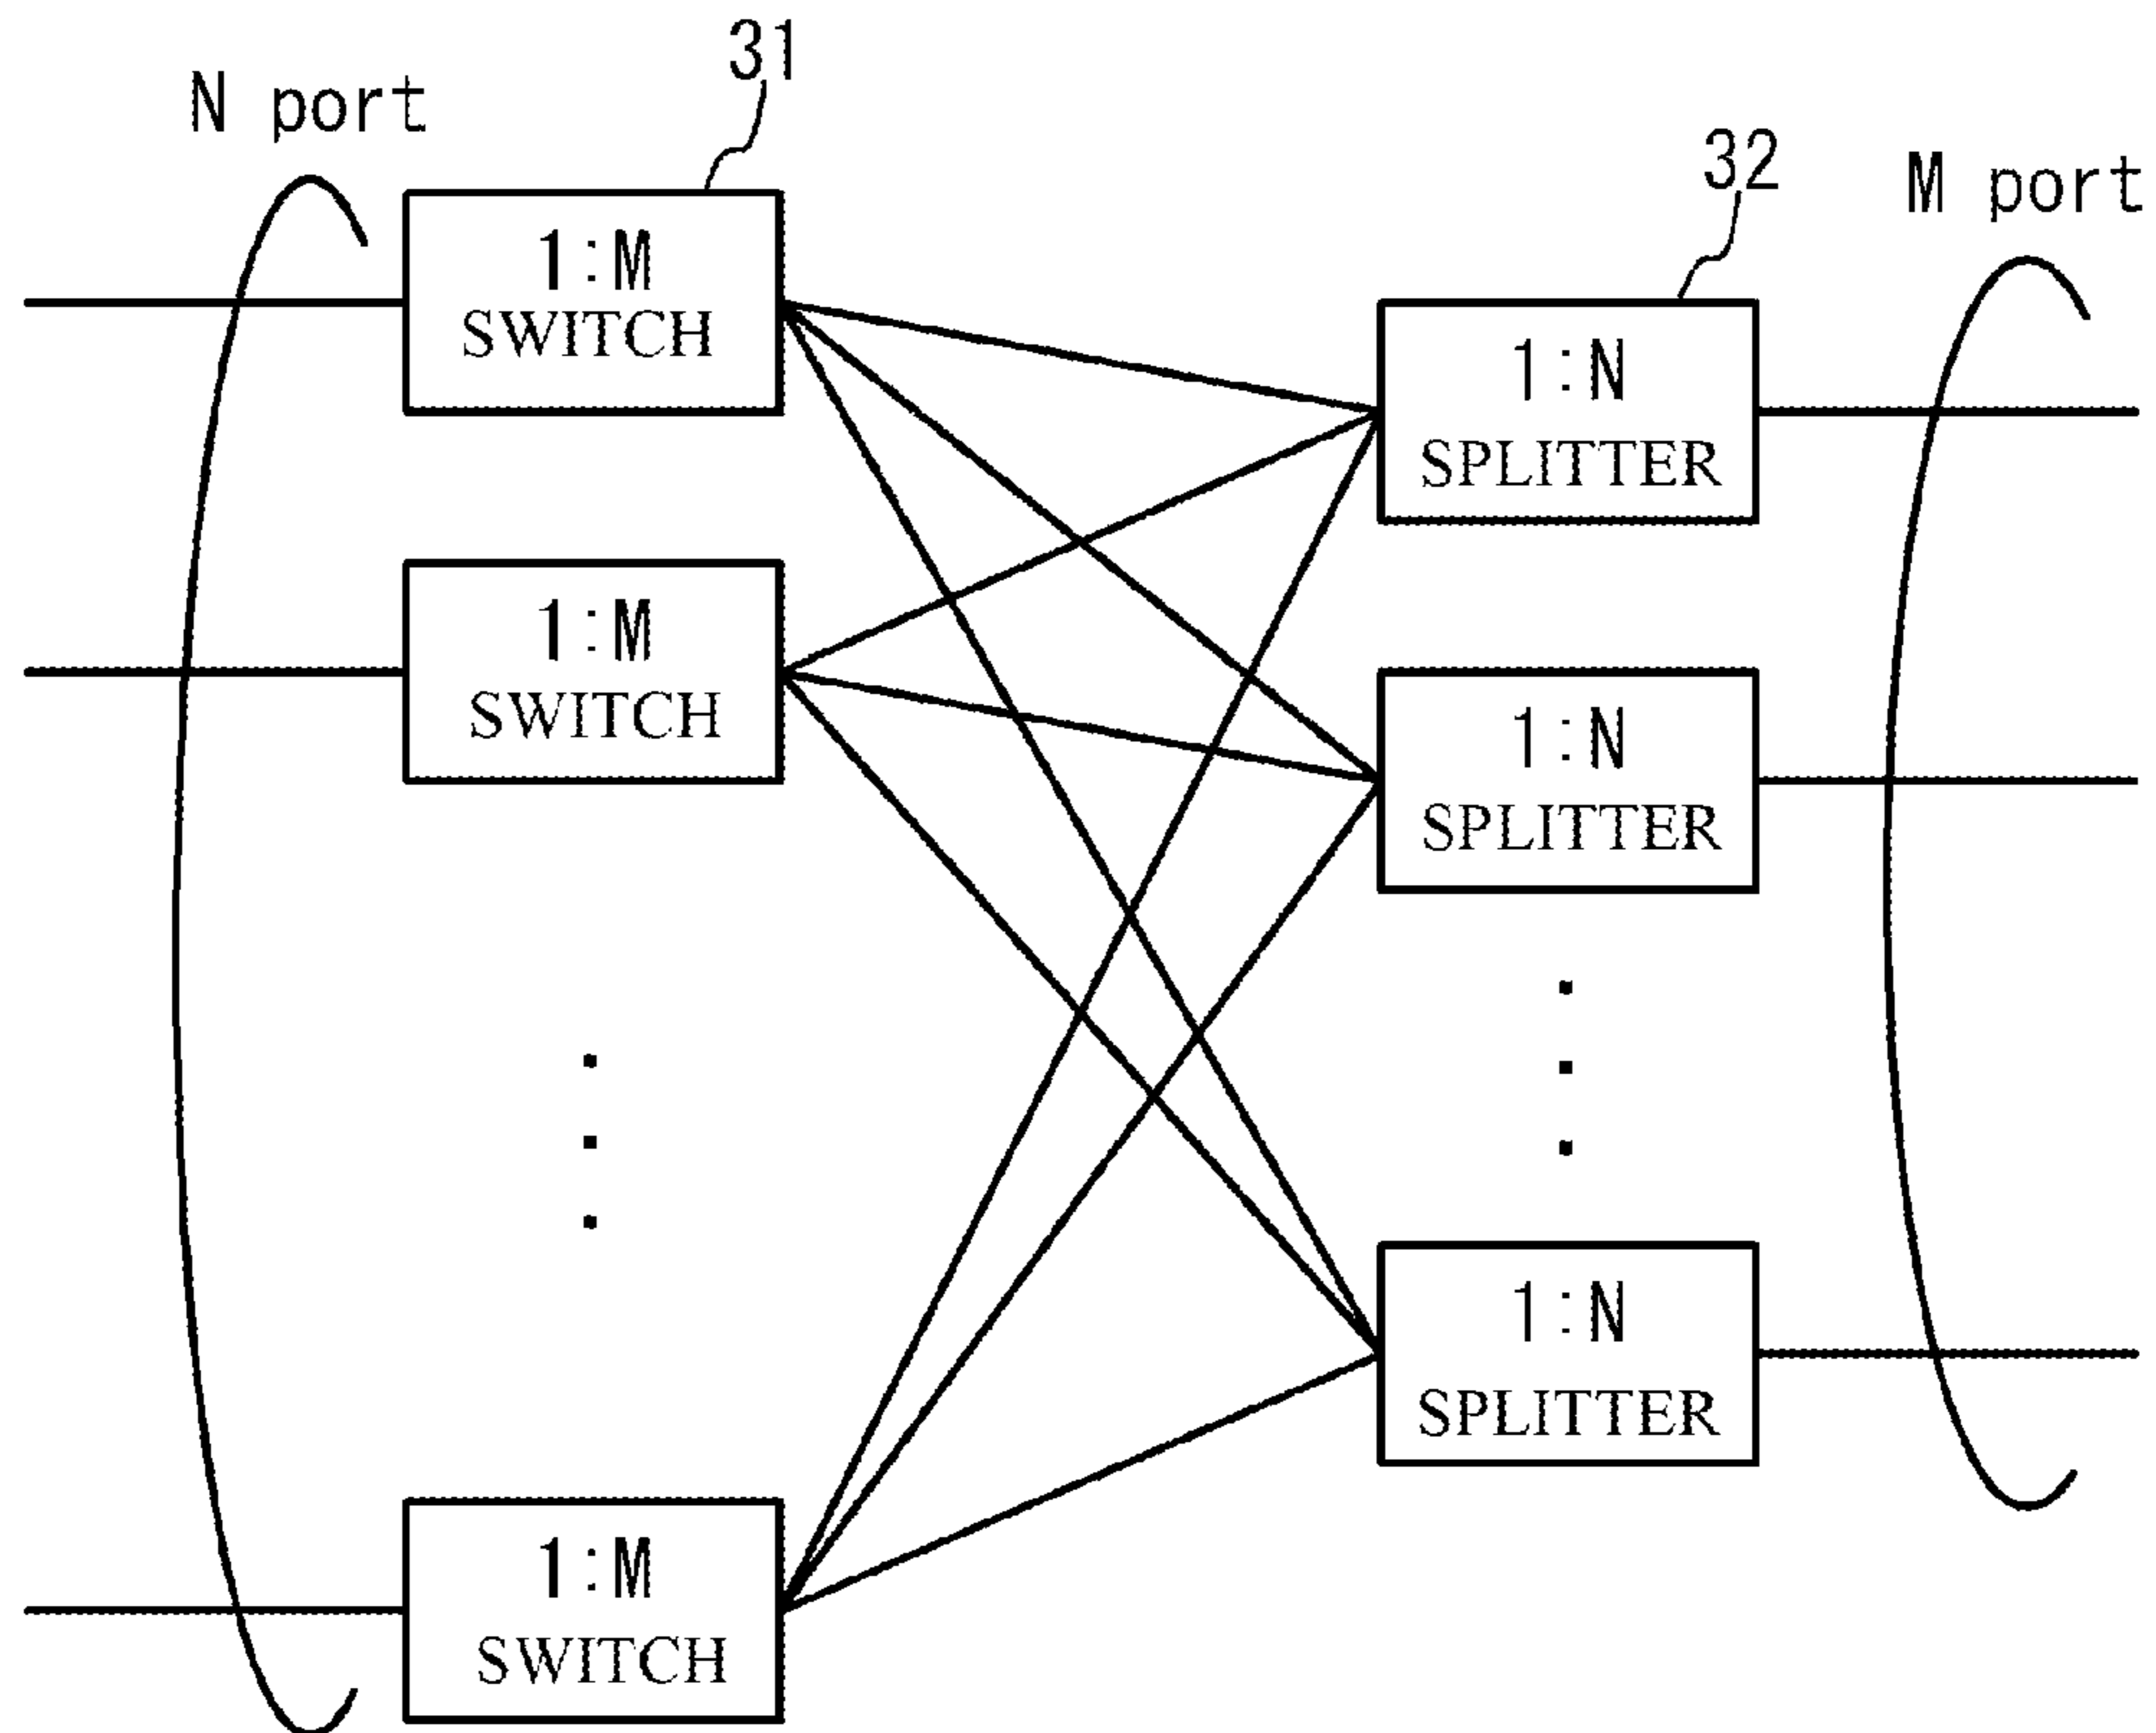 31
N port
32
M port
1:M
SWITCH
1:N
SPLITTER
1:M
SWITCH
1:N
SPLITTER
1:N
SPLITTER
1:M
SWITCH